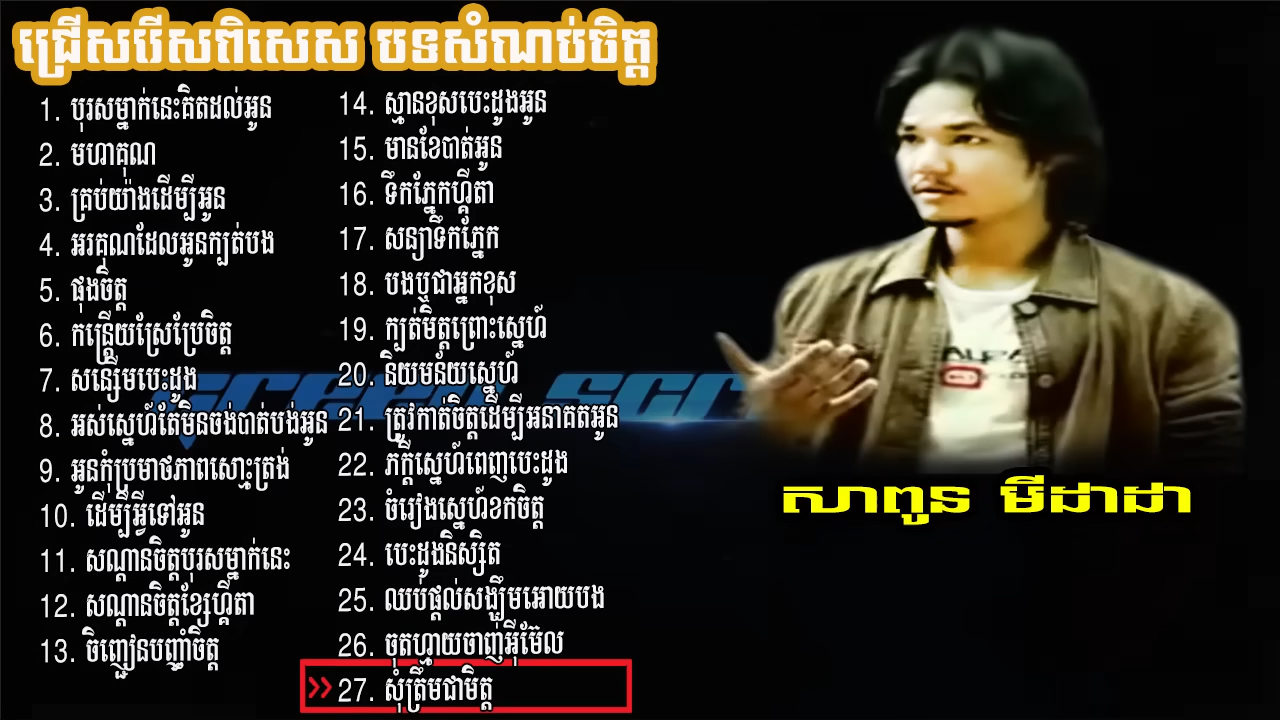 ជ្រើសរើសពិសេស បទសំណប់ចិត្ត
1. បុរសម្នាក់នេះគិតដល់អូន
2. មហាគុណ
3. គ្រប់យ៉ាងដើម្បីអូន
4. អរគុណដែលអូនក្បត់បង
5. ផុងចិត្ត
6. កន្ត្រើយស្រែប្រែចិត្ត
7. សន្សើមបេះដូង
8. អស់ស្នេហ៍តែមិនចង់បាត់បង់អូន
9. អូនកុំប្រមាថភាពស្មោះត្រង់
10. ដើម្បីអ្វីទៅអូន
11. សណ្តានចិត្តបុរសម្នាក់នេះ
12. សណ្តានចិត្តខ្សែហ្គីតា
13. ចិញ្ចៀនបញ្ចាំចិត្ត
14. ស្មានខុសបេះដូងអូន
15. មានខែបាត់អូន
16. ទឹកភ្នែកហ្គីតា
17. សន្យាទឹកភ្នែក
18. បងឬជាអ្នកខុស
19. ក្បត់មិត្តព្រោះស្នេហ៍
20. និយមន័យស្នេហ៍
21. ត្រូវកាត់ចិត្តដើម្បីអនាគតអូន
22. ភក្តីស្នេហ៍ពេញបេះដូង
23. ចំរៀងស្នេហ៍ខកចិត្ត
24. បេះដូងនិស្សិត
25. ឈប់ផ្តល់សង្ឃឹមអោយបង
26. ចុតហ្មាយចាញ់អ៊ីម៉ែល
>> 27. សុំត្រឹមជាមិត្ត
សាពូន មីដាដា